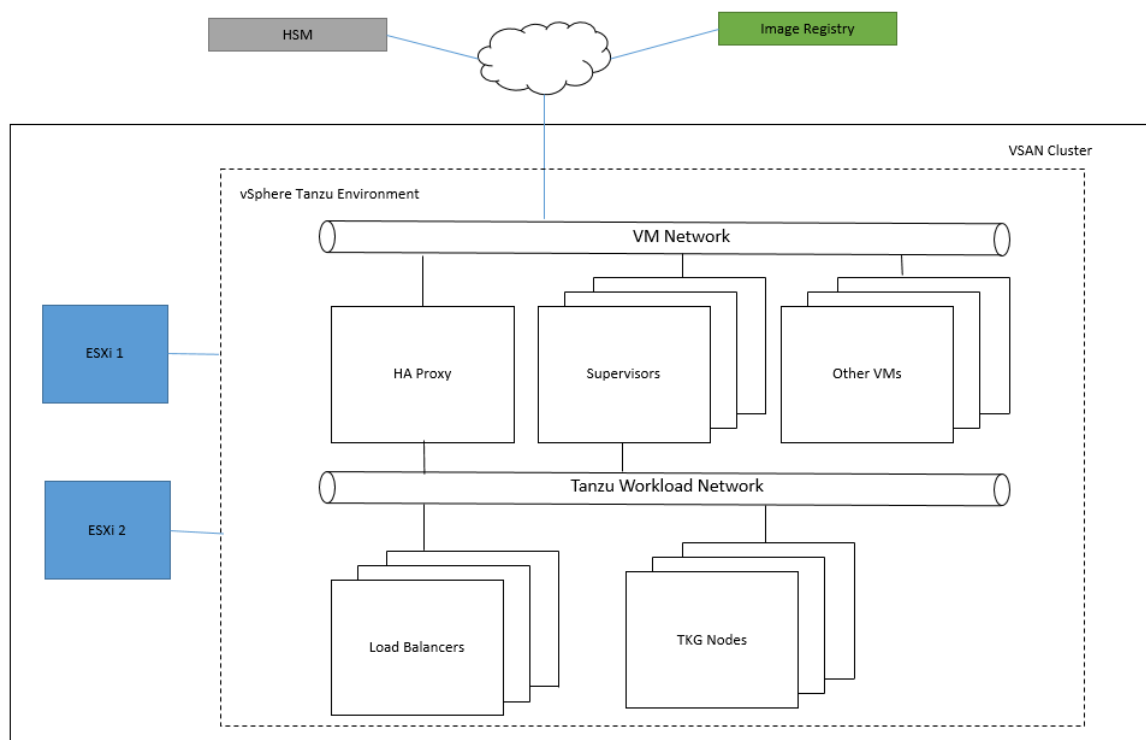 HSM
Image Registry
VSAN Cluster
vSphere Tanzu Environment
VM Network
ESXi 1
HA Proxy
Supervisors
Other VMs
Tanzu Workload Network
ESXi 2
Load Balancers
TKG Nodes